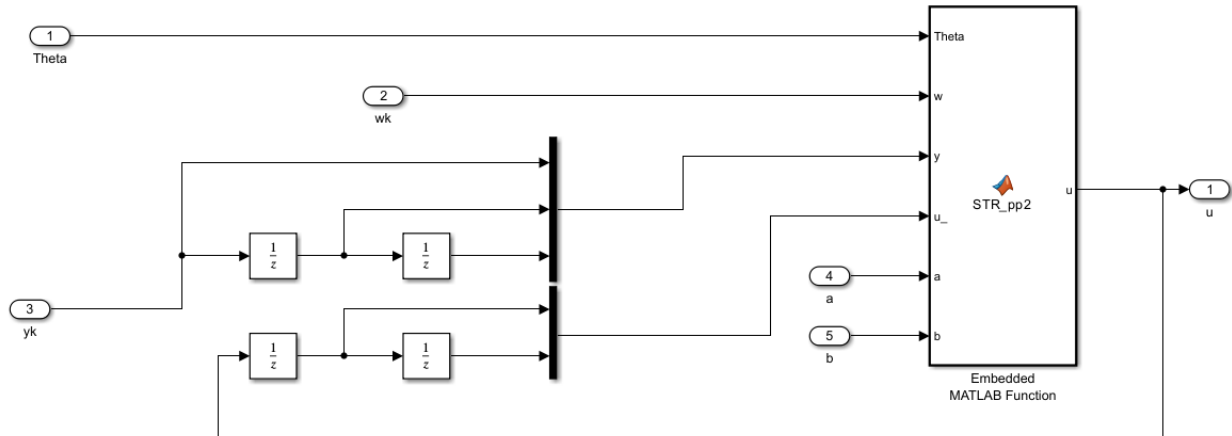 1
Theta
2
wk
3
yk
1
z
1
z
1
z
1
z
4
a
5
b
Theta
w
y
u_
a
b
STR_pp2
u
Embedded
MATLAB Function
1
u